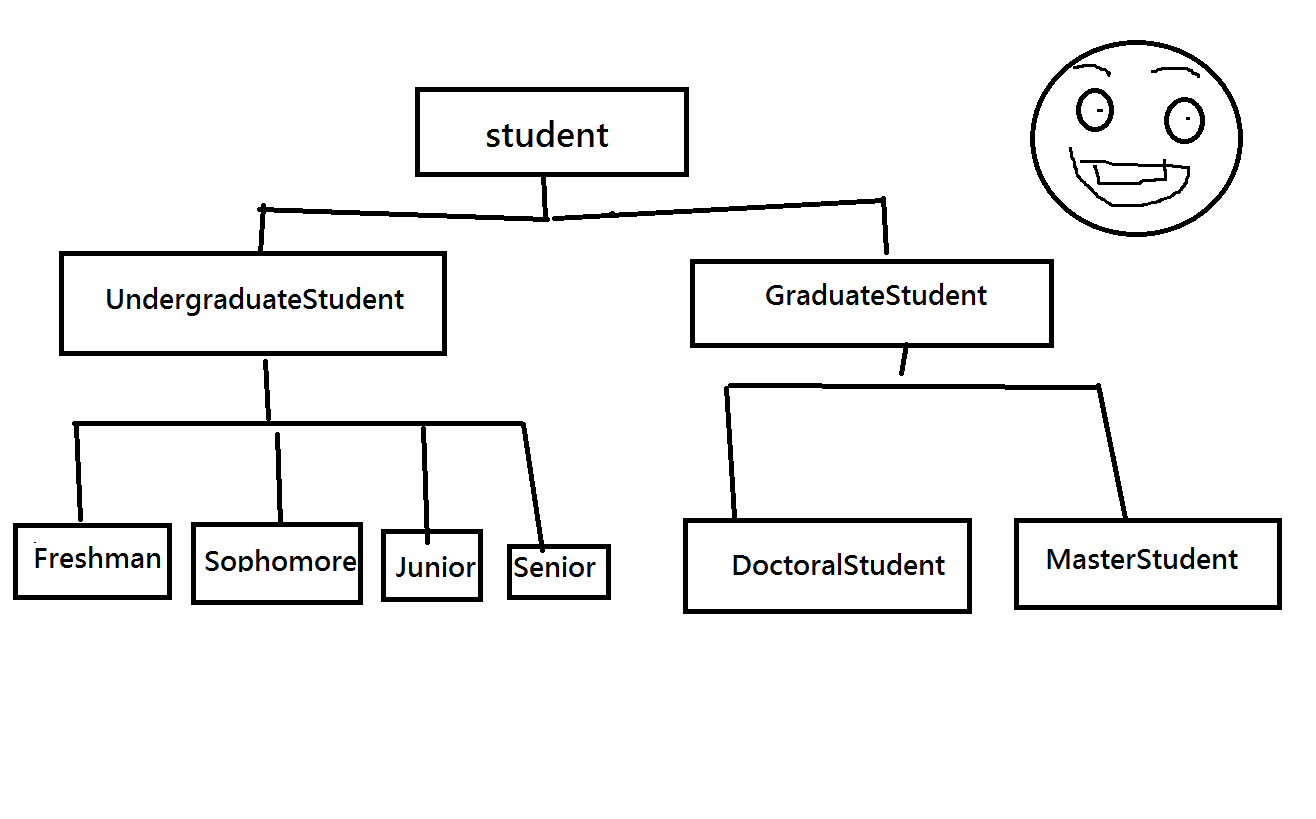 student
UndergraduateStudent
GraduateStudent
Freshman
Sophomore
Junior
Senior
DoctoralStudent
MasterStudent